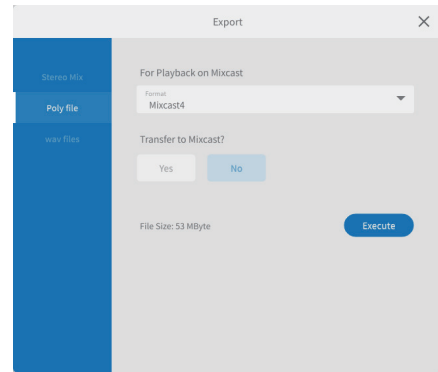 Export
Stereo Mix
Poly file
wav files
For Playback on Mixcast
Format
Mixcast4
Transfer to Mixcast?
Yes No
File Size: 53 MByte
Execute